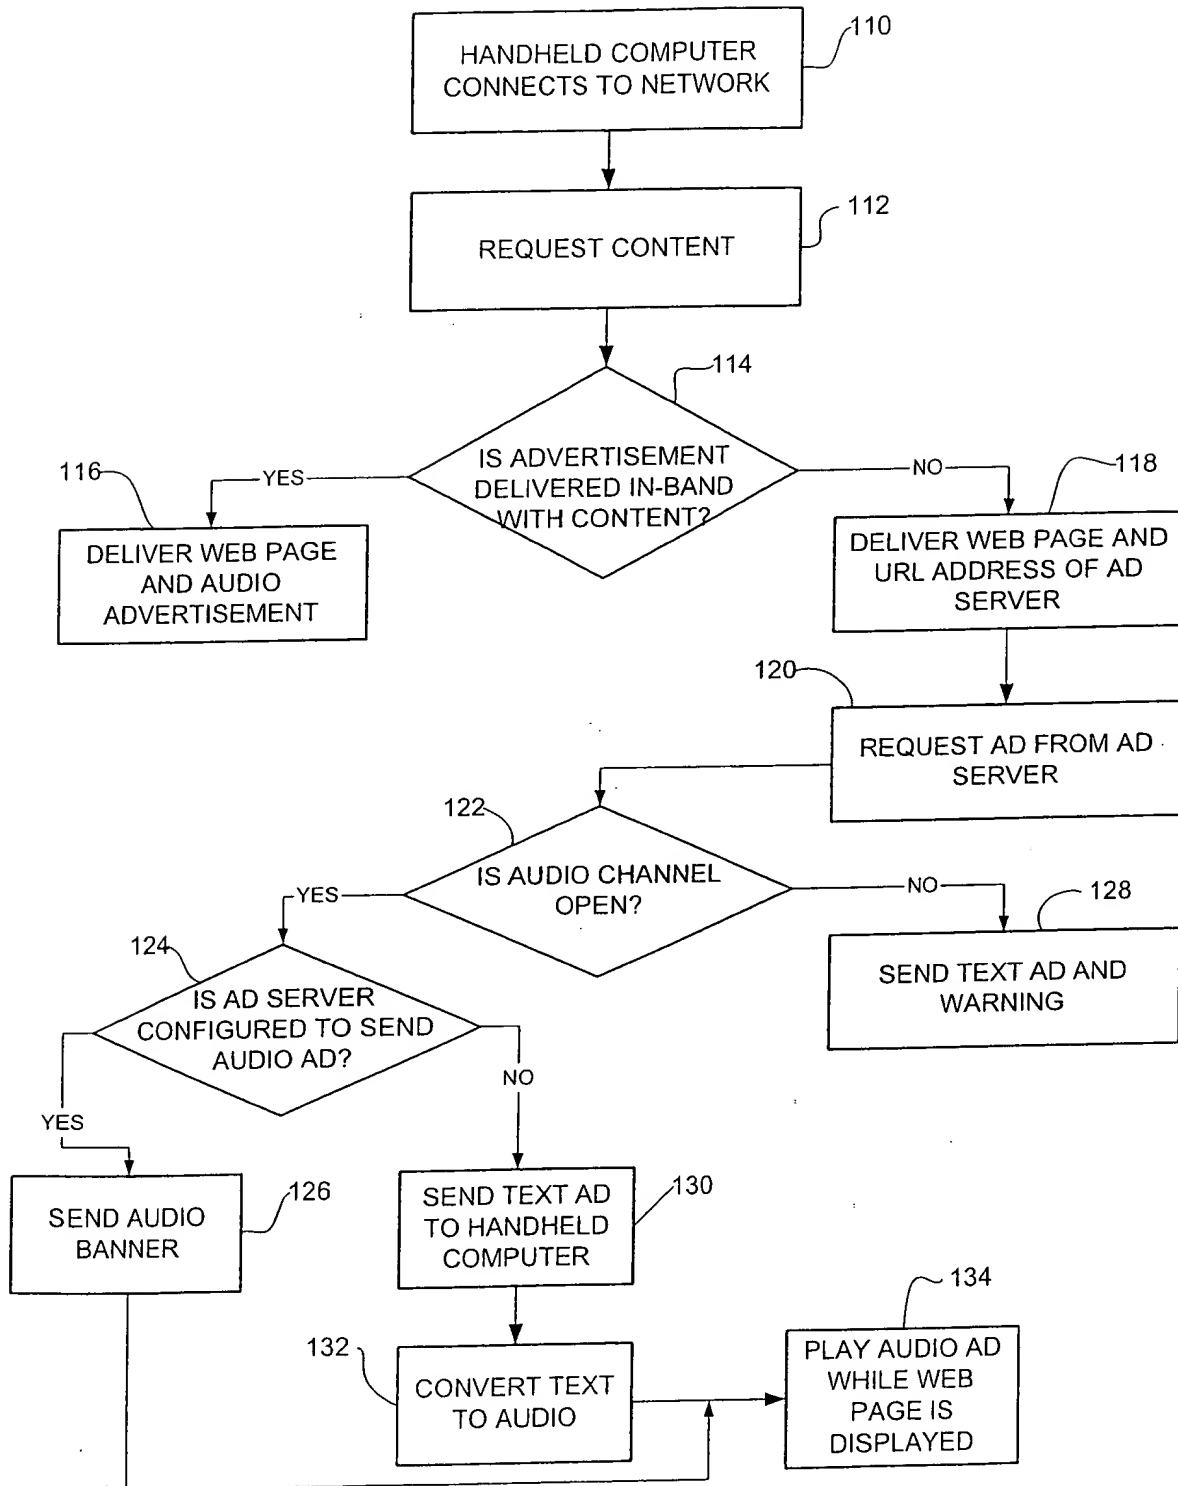 110
HANDHELD COMPUTER
CONNECTS TO NETWORK
112
REQUEST CONTENT
114
IS ADVERTISEMENT
DELIVERED IN-BAND
WITH CONTENT?
YES
NO
116
DELIVER WEB PAGE
AND AUDIO
ADVERTISEMENT
118
DELIVER WEB PAGE AND
URL ADDRESS OF AD
SERVER
120
REQUEST AD FROM AD
SERVER
122
IS AUDIO CHANNEL
OPEN?
YES
NO
128
SEND TEXT AD AND
WARNING
124
IS AD SERVER
CONFIGURED TO SEND
AUDIO AD?
YES
NO
126
SEND AUDIO
BANNER
130
SEND TEXT AD
TO HANDHELD
COMPUTER
132
CONVERT TEXT
TO AUDIO
134
PLAY AUDIO AD
WHILE WEB
PAGE IS
DISPLAYED